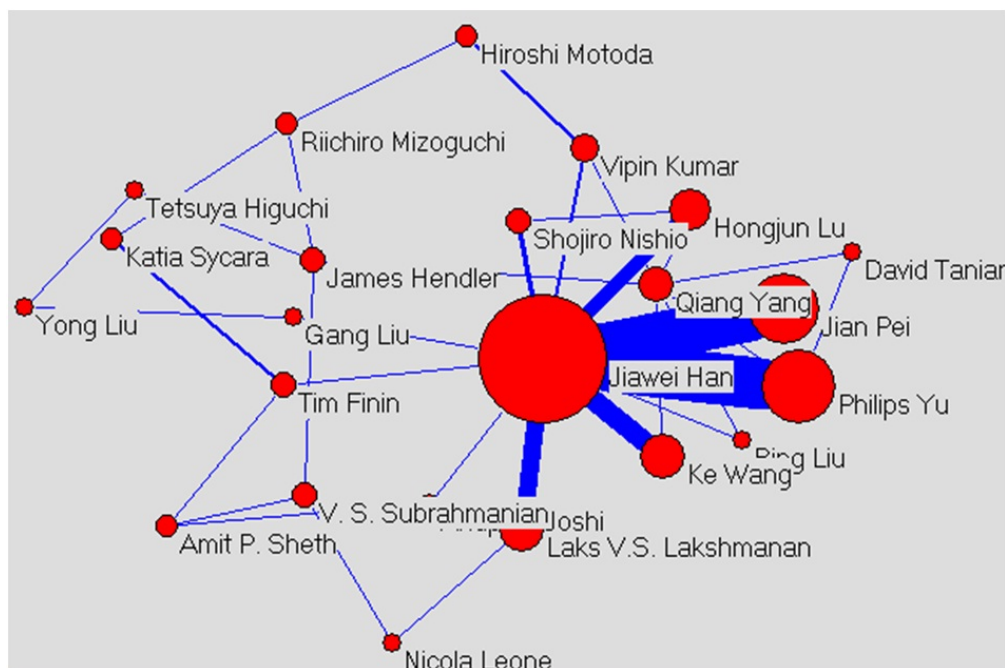 Hiroshi Motoda
Riichiro Mizoguchi
Vipin Kumar
Tetsuya Higuchi
Shojiro Nishio
Hongjun Lu
Katia Sycara
James Hendler
David Tanian
Qiang Yang
Yong Liu
Gang Liu
Jian Pei
Jiawei Han
Tim Finin
Philips Yu
Liu
Ke Wang
V. S. Subrahmanian
Joshi
Amit P. Sheth
Laks V.S. Lakshmanan
Nicola Leone